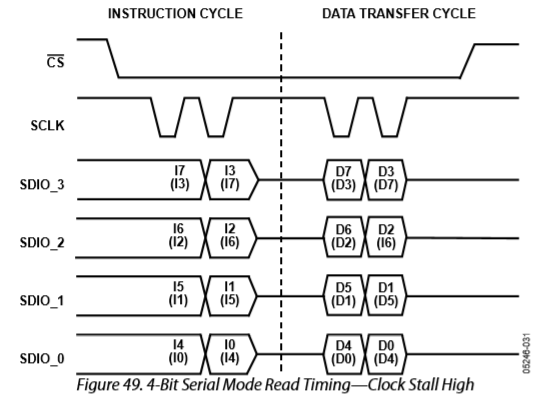 INSTRUCTION CYCLE DATA TRANSFER CYCLE
CS
SCLK
SDIO_3 I7 (I3) I3 (I7) D7 (D3) D3 (D7)
SDIO_2 I6 (I2) I2 (I6) D6 (D2) D2 (I6)
SDIO_1 I5 (I1) I1 (I5) D5 (D1) D1 (D5)
SDIO_0 I4 (I0) I0 (I4) D4 (D0) D0 (D4)
05246-031
Figure 49. 4-Bit Serial Mode Read Timing—Clock Stall High